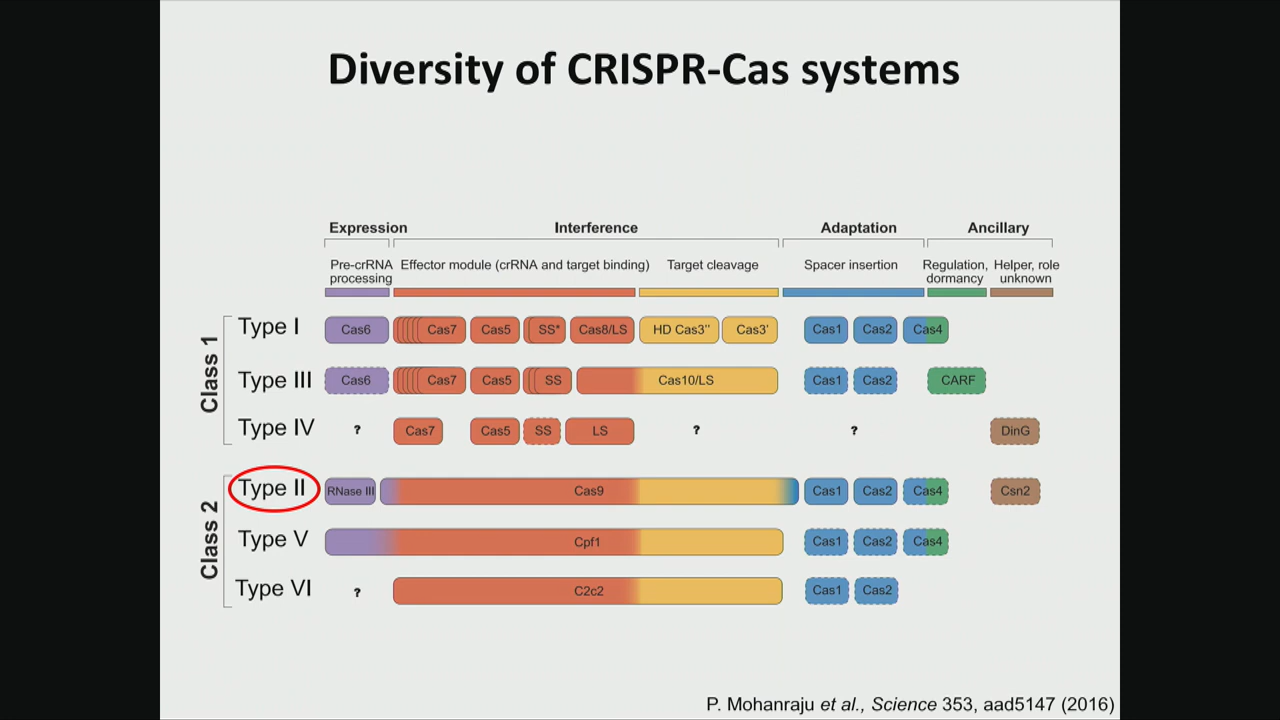 Diversity of CRISPR-Cas systems
Expression Interference Adaptation Ancillary
Pre-crRNA processing Effector module (crRNA and target binding) Target cleavage Spacer insertion Regulation, dormancy Helper, role unknown
Class 1
Type I Cas6 Cas7 Cas5 SS* Cas8/LS HD Cas3'' Cas3' Cas1 Cas2 Cas4
Type III Cas6 Cas7 Cas5 SS Cas10/LS Cas1 Cas2 CARF
Type IV ? Cas7 Cas5 SS LS ? ? DinG
Class 2
Type II RNase III Cas9 Cas1 Cas2 Cas4 Csn2
Type V Cpf1 Cas1 Cas2 Cas4
Type VI ? C2c2 Cas1 Cas2
P. Mohanraju et al., Science 353, aad5147 (2016)